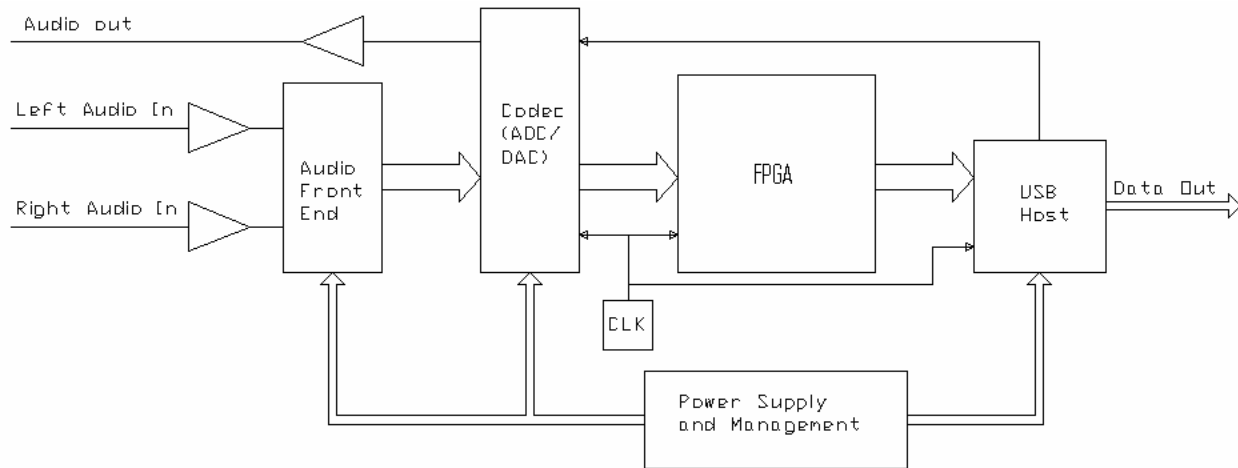 Audio out
Left Audio In
Right Audio In
Audio
Front
End
Codec
(ADC/
DAC)
FPGA
USB
Host
Data Out
CLK
Power Supply
and Management